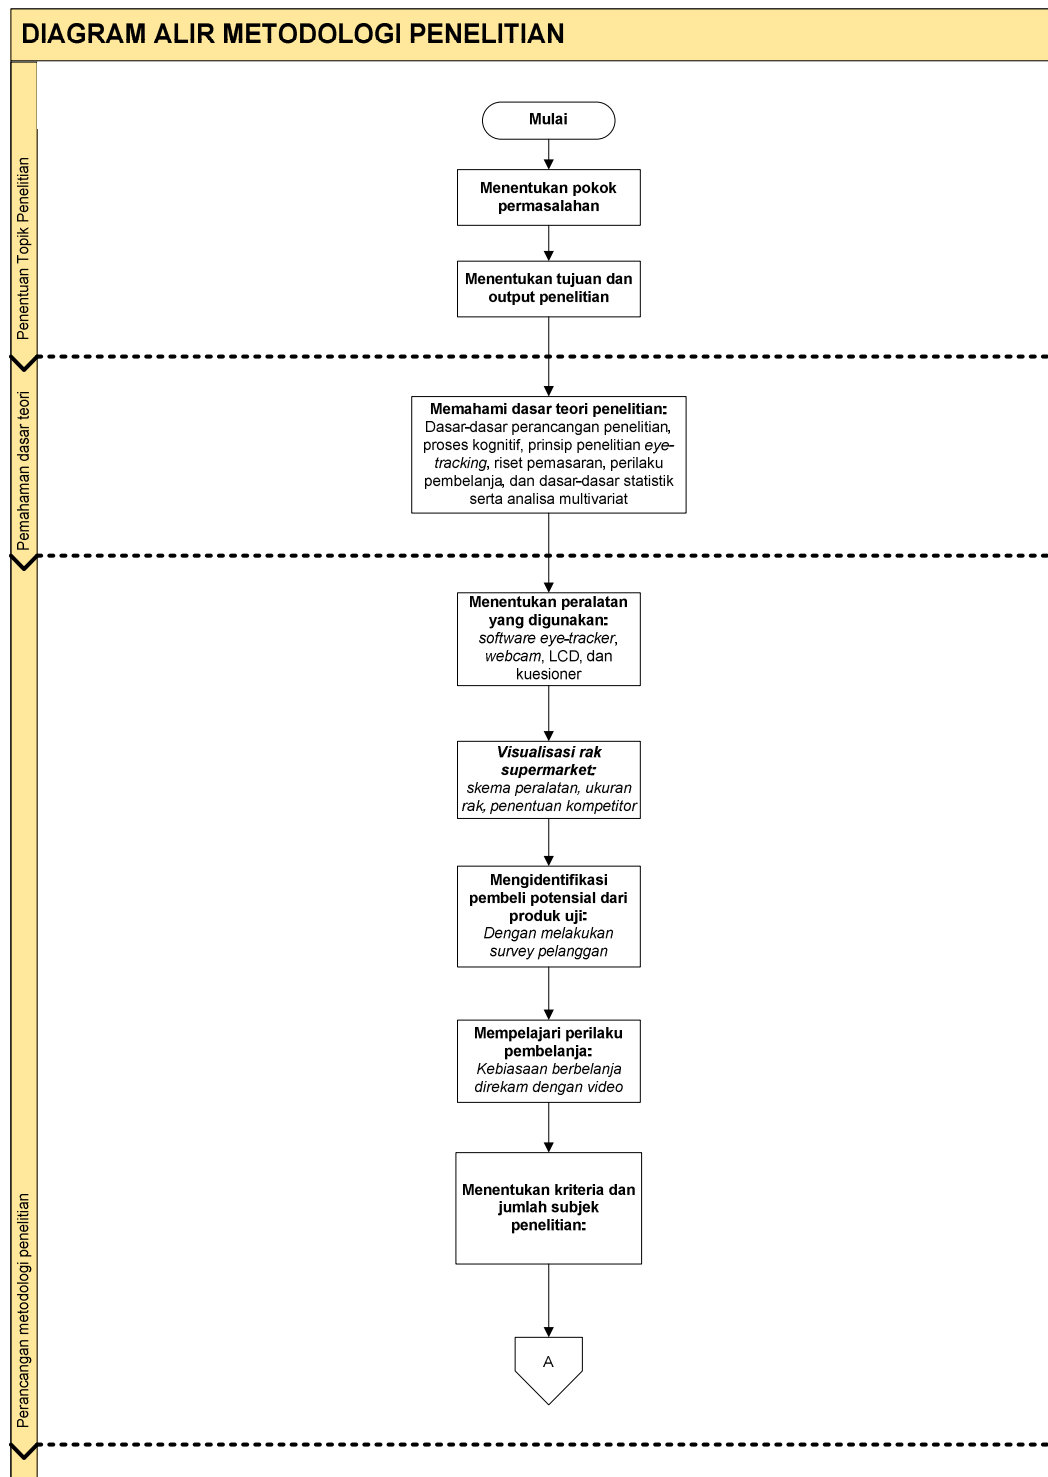 DIAGRAM ALIR METODOLOGI PENELITIAN
Penentuan Topik Penelitian
Mulai
Menentukan pokok
permasalahan
Menentukan tujuan dan
output penelitian
Pemahaman dasar teori
Memahami dasar teori penelitian:
Dasar-dasar perancangan penelitian,
proses kognitif, prinsip penelitian eye-
tracking, riset pemasaran, perilaku
pembelanja, dan dasar-dasar statistik
serta analisa multivariat
Perancangan metodologi penelitian
Menentukan peralatan
yang digunakan:
software eye-tracker,
webcam, LCD, dan
kuesioner
Visualisasi rak
supermarket:
skema peralatan, ukuran
rak, penentuan kompetitor
Mengidentifikasi
pembeli potensial dari
produk uji:
Dengan melakukan
survey pelanggan
Mempelajari perilaku
pembelanja:
Kebiasaan berbelanja
direkam dengan video
Menentukan kriteria dan
jumlah subjek
penelitian:
A